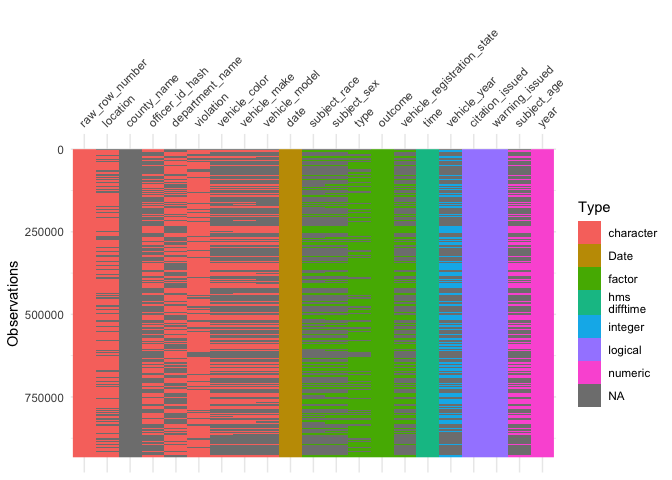 raw_row_number
location
county_name
officer_id_hash
department_name
violation
vehicle_color
vehicle_make
vehicle_model
date
subject_race
subject_sex
type
outcome
vehicle_registration_state
time
vehicle_year
citation_issued
warning_issued
subject_age
year
0
250000
500000
750000
Observations
Type
character
Date
factor
hms
difftime
integer
logical
numeric
NA